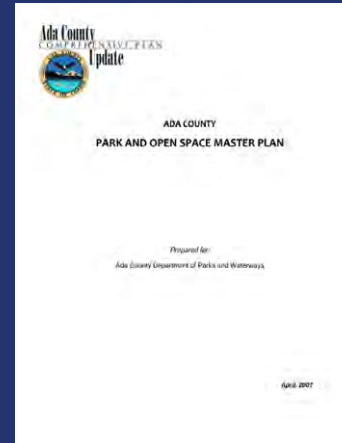 Ada County
COMPREHENSIVE PLAN
Update
ADA COUNTY
PARK AND OPEN SPACE MASTER PLAN
Prepared for:
Ada County Department of Parks and Waterways
April, 2007